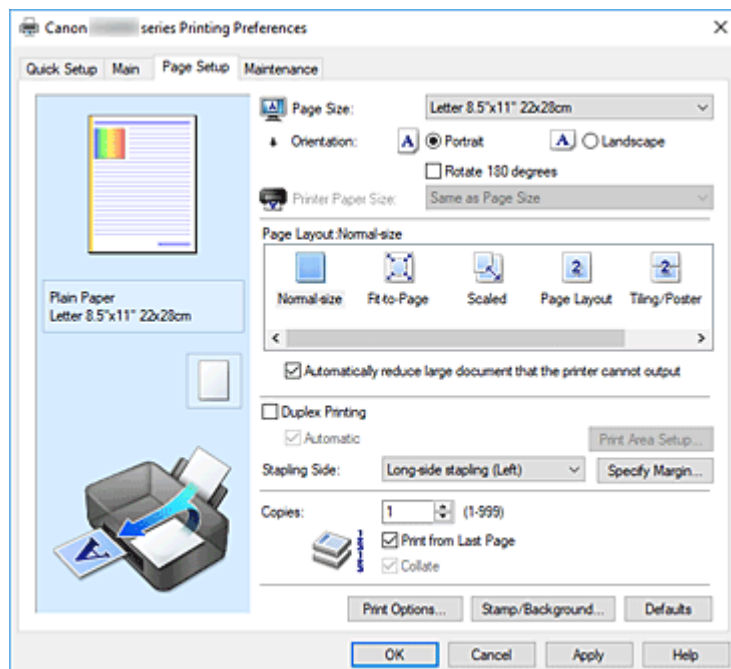 Canon series Printing Preferences
Quick Setup Main Page Setup Maintenance
Page Size: Letter 8.5"x11" 22x28cm
Orientation: A Portrait A Landscape
Rotate 180 degrees
Printer Paper Size: Same as Page Size
Page Layout:Normal-size
Normal-size Fit-to-Page Scaled Page Layout Tiling/Poster
Plain Paper
Letter 8.5"x11" 22x28cm
Automatically reduce large document that the printer cannot output
Duplex Printing
Automatic Print Area Setup...
Stapling Side: Long-side stapling (Left) Specify Margin...
Copies: 1 (1-999)
Print from Last Page
Collate
Print Options... Stamp/Background... Defaults
OK Cancel Apply Help